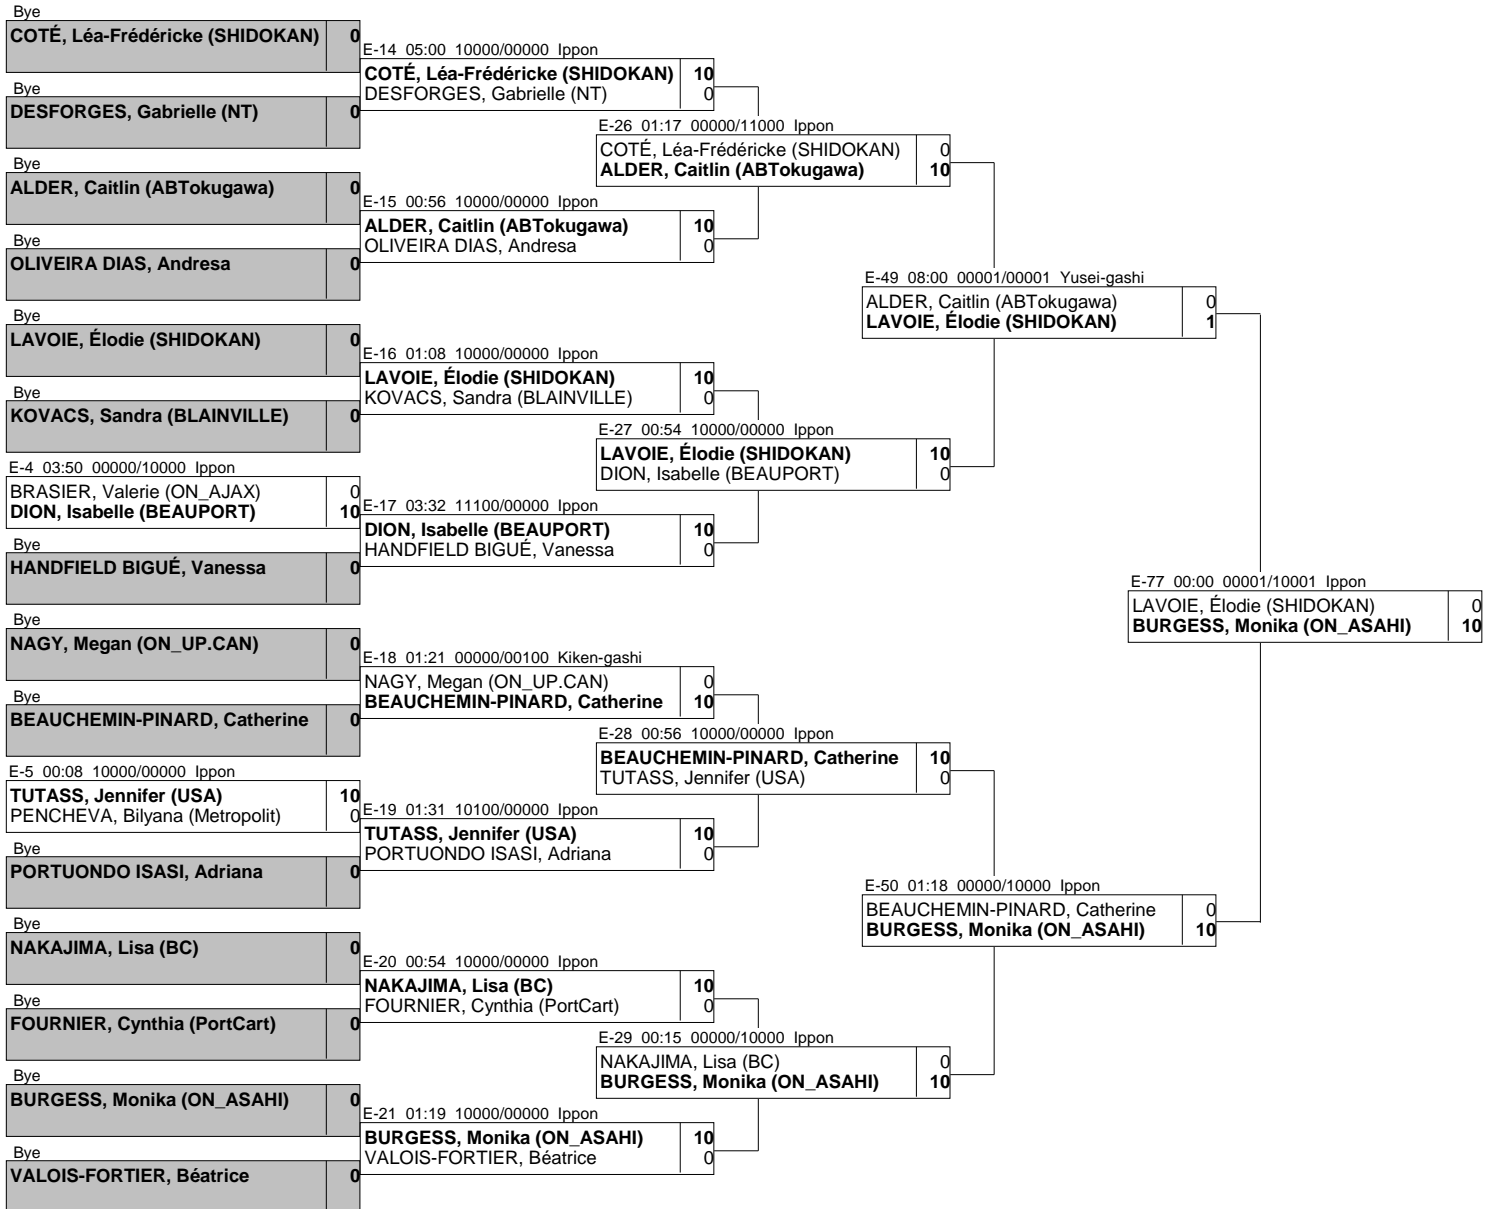 Bye
COTÉ, Léa-Frédéricke (SHIDOKAN) 0
Bye
DESFORGES, Gabrielle (NT) 0
Bye
ALDER, Caitlin (ABTokugawa) 0
Bye
OLIVEIRA DIAS, Andresa 0
Bye
LAVOIE, Élodie (SHIDOKAN) 0
Bye
KOVACS, Sandra (BLAINVILLE) 0
E-4 03:50 00000/10000 Ippon
BRASIER, Valerie (ON_AJAX) 0
DION, Isabelle (BEAUPORT) 10
Bye
HANDFIELD BIGUÉ, Vanessa 0
Bye
NAGY, Megan (ON_UP.CAN) 0
Bye
BEAUCHEMIN-PINARD, Catherine 0
E-5 00:08 10000/00000 Ippon
TUTASS, Jennifer (USA) 10
PENCHEVA, Bilyana (Metropolit) 0
Bye
PORTUONDO ISASI, Adriana 0
Bye
NAKAJIMA, Lisa (BC) 0
Bye
FOURNIER, Cynthia (PortCart) 0
Bye
BURGESS, Monika (ON_ASAHI) 0
Bye
VALOIS-FORTIER, Béatrice 0
E-14 05:00 10000/00000 Ippon
COTÉ, Léa-Frédéricke (SHIDOKAN) 10
DESFORGES, Gabrielle (NT) 0
E-15 00:56 10000/00000 Ippon
ALDER, Caitlin (ABTokugawa) 10
OLIVEIRA DIAS, Andresa 0
E-16 01:08 10000/00000 Ippon
LAVOIE, Élodie (SHIDOKAN) 10
KOVACS, Sandra (BLAINVILLE) 0
E-17 03:32 11100/00000 Ippon
DION, Isabelle (BEAUPORT) 10
HANDFIELD BIGUÉ, Vanessa 0
E-18 01:21 00000/00100 Kiken-gashi
NAGY, Megan (ON_UP.CAN) 0
BEAUCHEMIN-PINARD, Catherine 10
E-19 01:31 10100/00000 Ippon
TUTASS, Jennifer (USA) 10
PORTUONDO ISASI, Adriana 0
E-20 00:54 10000/00000 Ippon
NAKAJIMA, Lisa (BC) 10
FOURNIER, Cynthia (PortCart) 0
E-21 01:19 10000/00000 Ippon
BURGESS, Monika (ON_ASAHI) 10
VALOIS-FORTIER, Béatrice 0
E-26 01:17 00000/11000 Ippon
COTÉ, Léa-Frédéricke (SHIDOKAN) 0
ALDER, Caitlin (ABTokugawa) 10
E-27 00:54 10000/00000 Ippon
LAVOIE, Élodie (SHIDOKAN) 10
DION, Isabelle (BEAUPORT) 0
E-28 00:56 10000/00000 Ippon
BEAUCHEMIN-PINARD, Catherine 10
TUTASS, Jennifer (USA) 0
E-29 00:15 00000/10000 Ippon
NAKAJIMA, Lisa (BC) 0
BURGESS, Monika (ON_ASAHI) 10
E-49 08:00 00001/00001 Yusei-gashi
ALDER, Caitlin (ABTokugawa) 0
LAVOIE, Élodie (SHIDOKAN) 1
E-50 01:18 00000/10000 Ippon
BEAUCHEMIN-PINARD, Catherine 0
BURGESS, Monika (ON_ASAHI) 10
E-77 00:00 00001/10001 Ippon
LAVOIE, Élodie (SHIDOKAN) 0
BURGESS, Monika (ON_ASAHI) 10